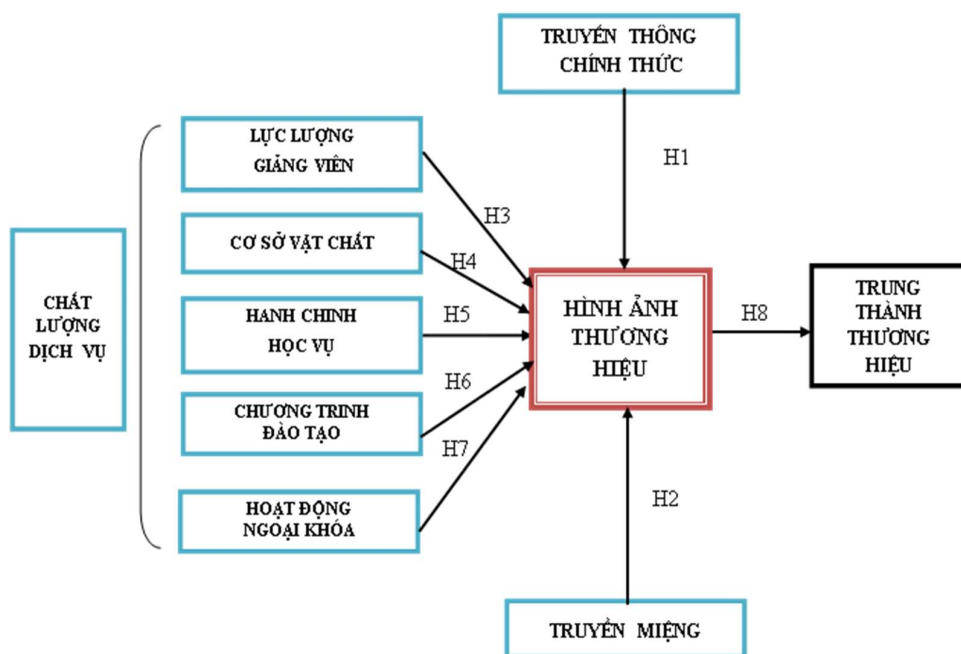 TRUYỀN THÔNG
CHÍNH THỨC
LỰC LƯỢNG
GIẢNG VIÊN
H1
H3
CƠ SỞ VẬT CHẤT
H4
CHẤT
LƯỢNG
DỊCH VỤ
HANH CHINH
HỌC VỤ
H5
HÌNH ẢNH
THƯƠNG
HIỆU
H8
TRUNG
THÀNH
THƯƠNG
HIỆU
H6
CHƯƠNG TRINH
ĐÀO TẠO
H7
HOẠT ĐỘNG
NGOẠI KHÓA
H2
TRUYỀN MIỆNG